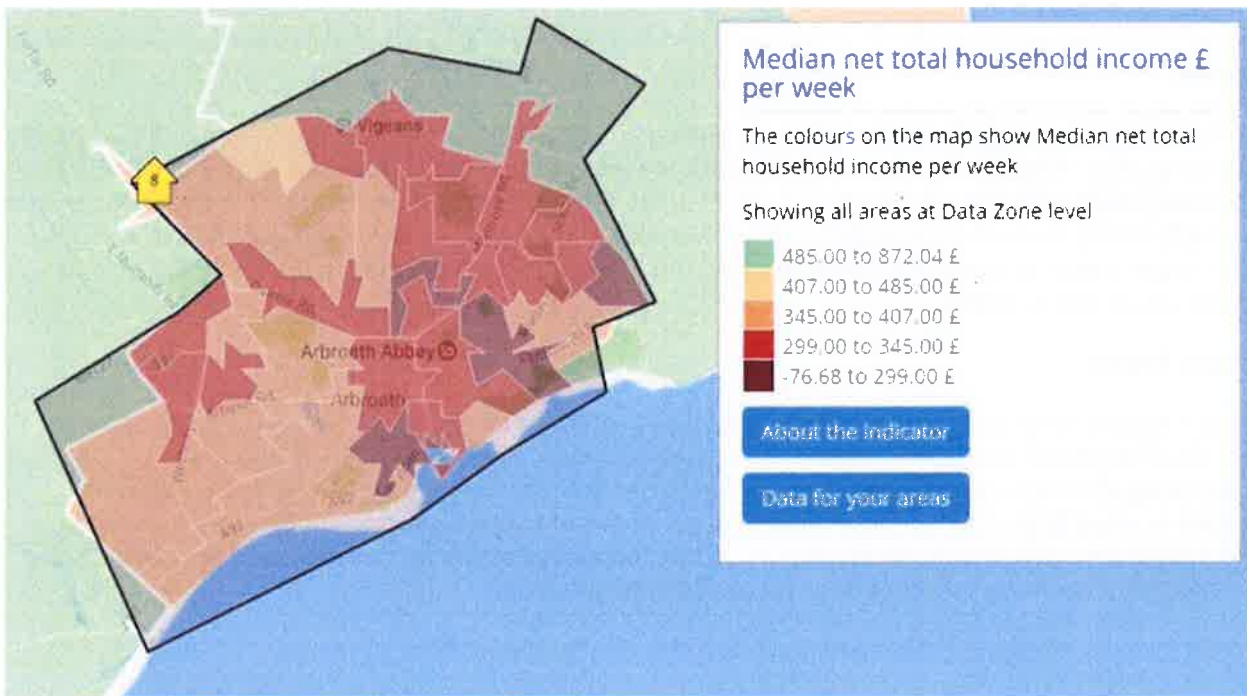 8
St Vigeans
Arbroath Abbey
Arbroath
Median net total household income £
per week
The colours on the map show Median net total
household income per week
Showing all areas at Data Zone level
485.00 to 872.04 £
407.00 to 485.00 £
345.00 to 407.00 £
299.00 to 345.00 £
-76.68 to 299.00 £
About the indicator
Data for your areas